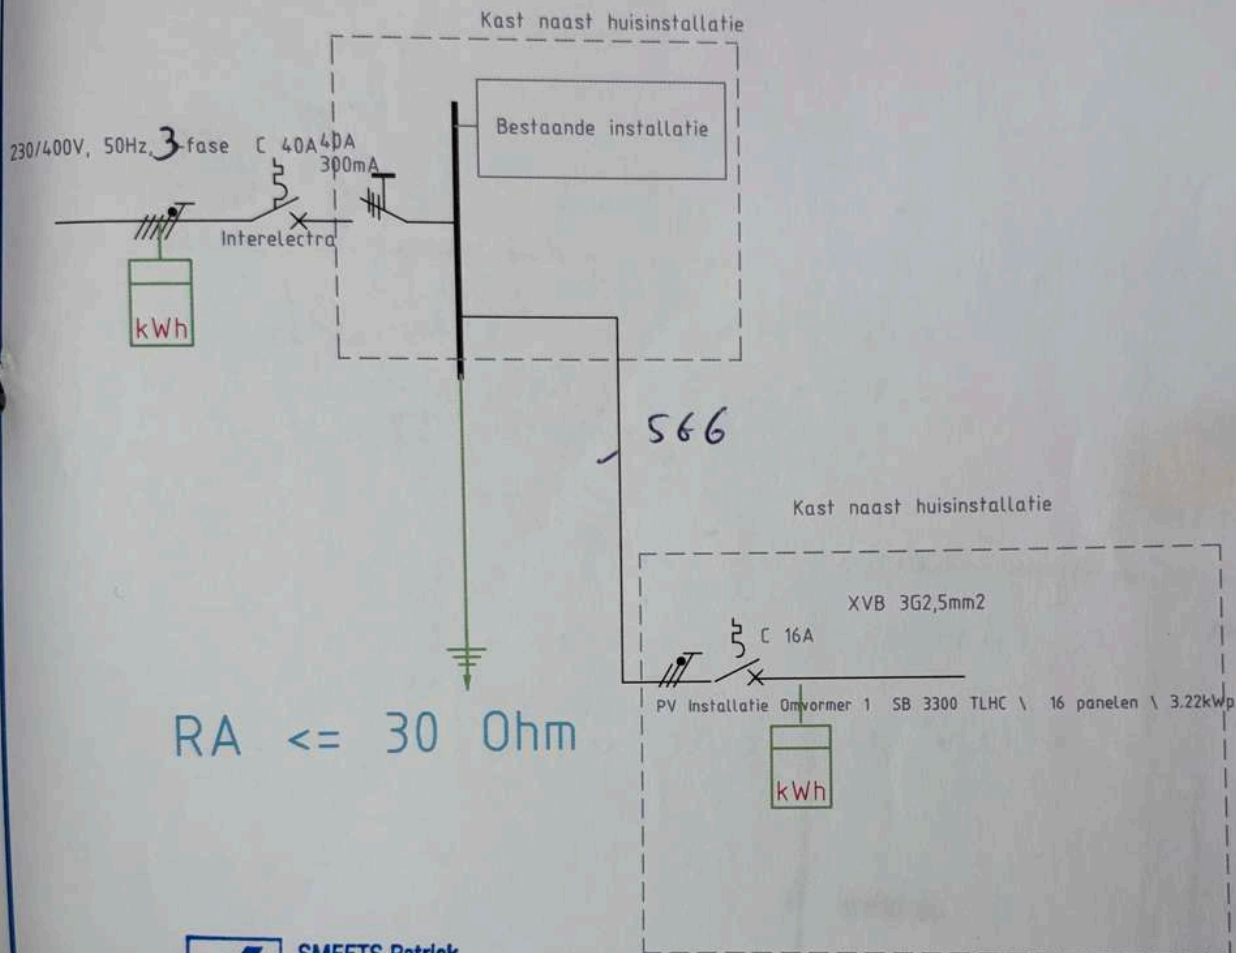 Kast naast huisinstallatie
Bestaande installatie
230/400V, 50Hz, 3-fase C 40A 40A
300mA
Interelectra
kWh
566
Kast naast huisinstallatie
XVB 3G2,5mm2
C 16A
PV Installatie Omvormer 1 SB 3300 TLHC \ 16 panelen \ 3.22kWp
RA <= 30 Ohm
kWh
SMEETS Patrick